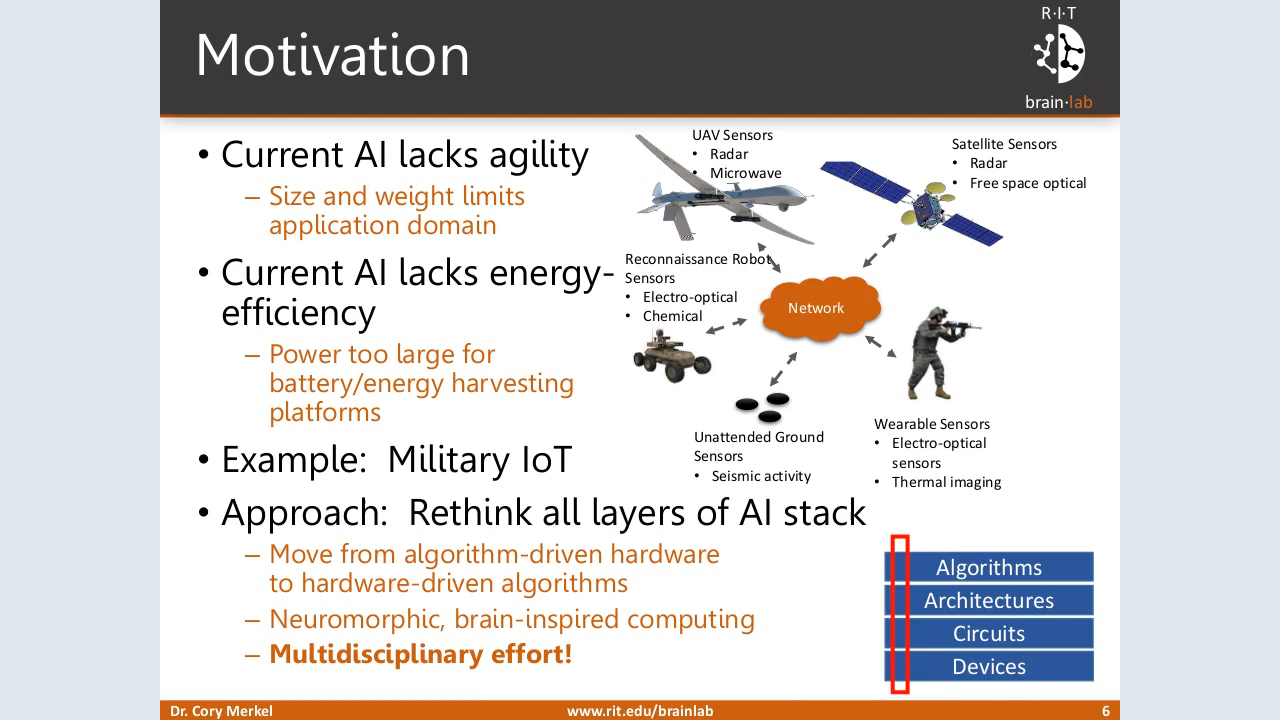 Motivation
R·I·T
brain·lab
• Current AI lacks agility
– Size and weight limits
application domain
• Current AI lacks energy-
efficiency
– Power too large for
battery/energy harvesting
platforms
• Example:  Military IoT
• Approach:  Rethink all layers of AI stack
– Move from algorithm-driven hardware
to hardware-driven algorithms
– Neuromorphic, brain-inspired computing
– Multidisciplinary effort!
UAV Sensors
• Radar
• Microwave
Satellite Sensors
• Radar
• Free space optical
Reconnaissance Robot
Sensors
• Electro-optical
• Chemical
Network
Unattended Ground
Sensors
• Seismic activity
Wearable Sensors
• Electro-optical
sensors
• Thermal imaging
Algorithms
Architectures
Circuits
Devices
Dr. Cory Merkel
www.rit.edu/brainlab
6